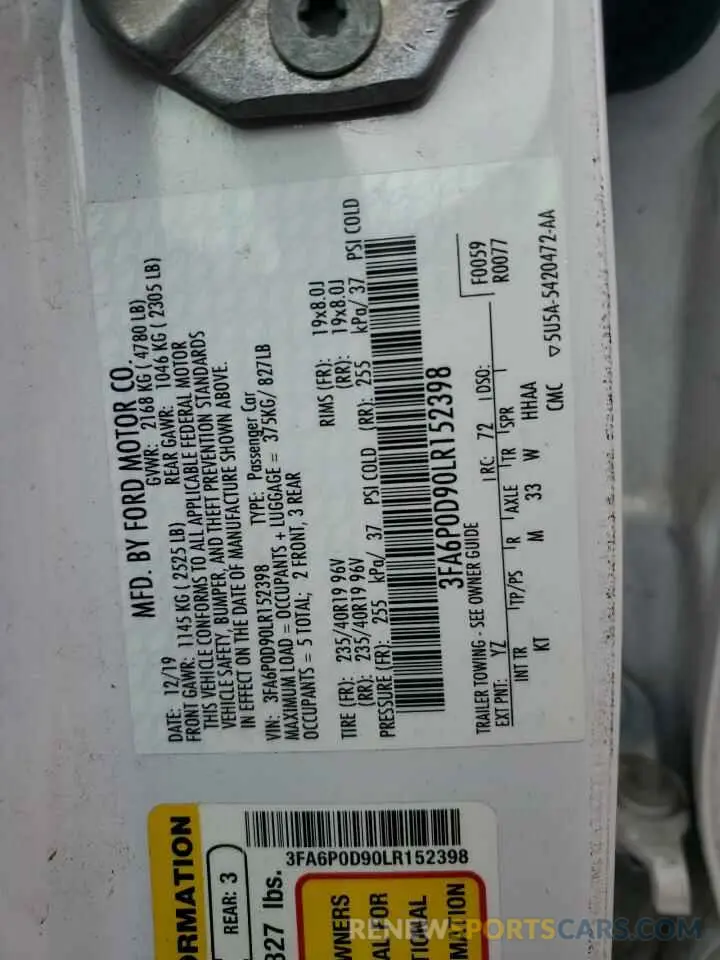 MFD. BY FORD MOTOR CO.
DATE: 12/19 GVWR: 2168 KG ( 4780 LB)
FRONT GAWR: 1145 KG ( 2525 LB) REAR GAWR: 1046 KG ( 2305 LB)
THIS VEHICLE CONFORMS TO ALL APPLICABLE FEDERAL MOTOR
VEHICLE SAFETY, BUMPER, AND THEFT PREVENTION STANDARDS
IN EFFECT ON THE DATE OF MANUFACTURE SHOWN ABOVE.
VIN: 3FA6P0D90LR152398 TYPE: Passenger Car
MAXIMUM LOAD = OCCUPANTS + LUGGAGE = 375KG/ 827LB
OCCUPANTS = 5 TOTAL; 2 FRONT, 3 REAR
TIRE (FR): 235/40R19 96V RIMS (FR): 19x8.0J
(RR): 235/40R19 96V (RR): 19x8.0J
PRESSURE (FR): 255 kPa/ 37 PSI COLD (RR): 255 kPa/ 37 PSI COLD
3FA6P0D90LR152398
TRAILER TOWING - SEE OWNER GUIDE
F0059
R0077
EXT PNT: YZ RC: 72 DSO:
INT TR TP/PS R AXLE TR SPR
KT M 33 W HHAA
CMC ▽5U5A-5420472-AA
ORMATION
REAR: 3
327 lbs.
3FA6P0D90LR152398
WNERS
AL FOR
TIONAL
MATION
RENEWSPORTSCARS.COM